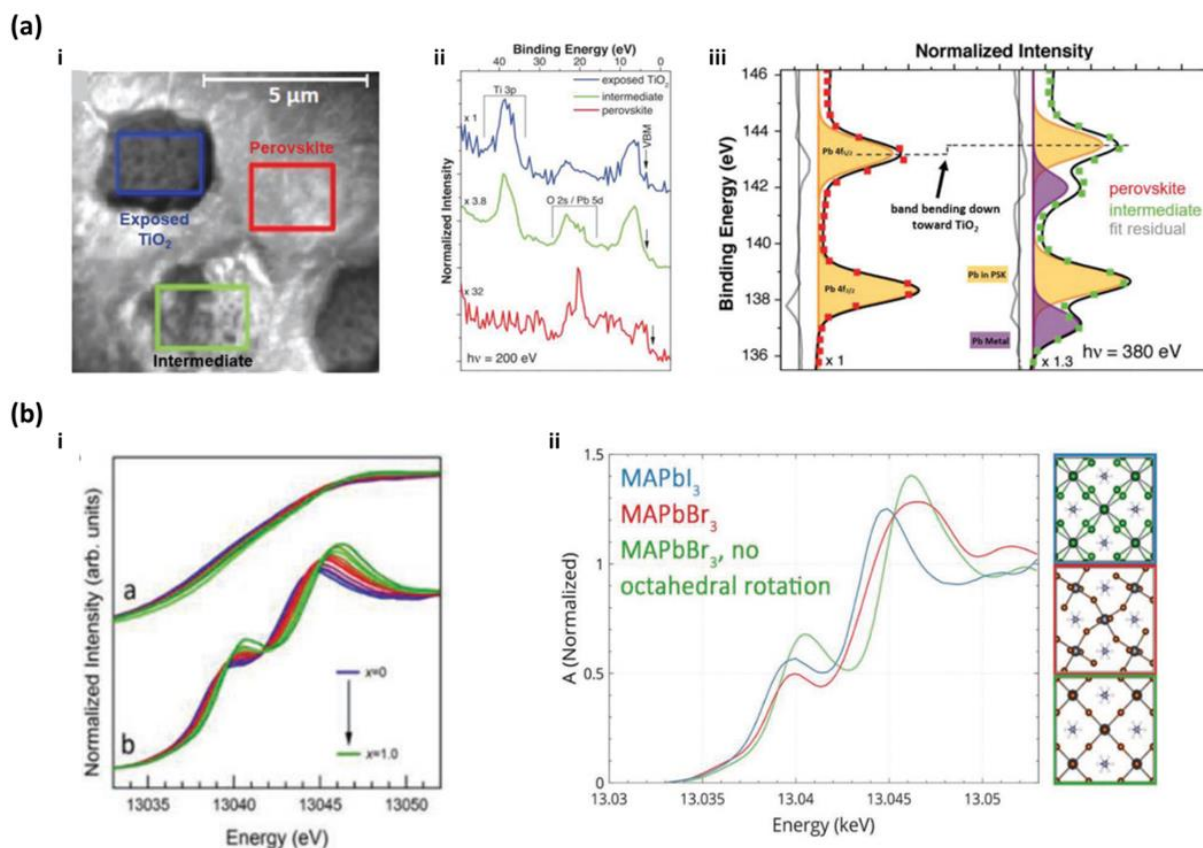 (a)
i
5 µm
Perovskite
Exposed
TiO2
Intermediate
ii
Binding Energy (eV)
40
20
0
exposed TiO2
intermediate
perovskite
Ti 3p
x 1
VBM
x 3.8
O 2s / Pb 5d
x 32
hν = 200 eV
Normalized Intensity
iii
Normalized Intensity
146
144
142
140
138
136
Binding Energy (eV)
Pb 4f5/2
band bending down
toward TiO2
perovskite
intermediate
fit residual
Pb 4f7/2
Pb in PSK
Pb Metal
x 1
x 1.3
hν = 380 eV
(b)
i
Normalized Intensity (arb. units)
a
b
x=0
x=1.0
13035
13040
13045
13050
Energy (eV)
ii
A (Normalized)
1.5
1
0.5
0
MAPbI3
MAPbBr3
MAPbBr3, no
octahedral rotation
13.03
13.035
13.04
13.045
13.05
Energy (keV)